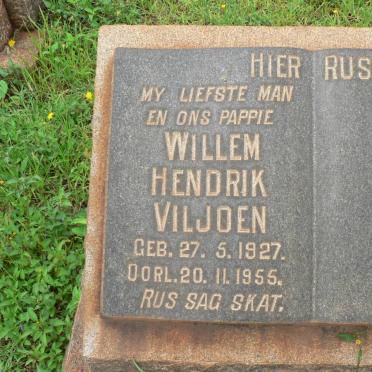 HIER RUS
MY LIEFSTE MAN
EN ONS PAPPIE
WILLEM
HENDRIK
VILJOEN
GEB. 27. 5. 1927.
OORL. 20. 11. 1955.
RUS SAG SKAT.